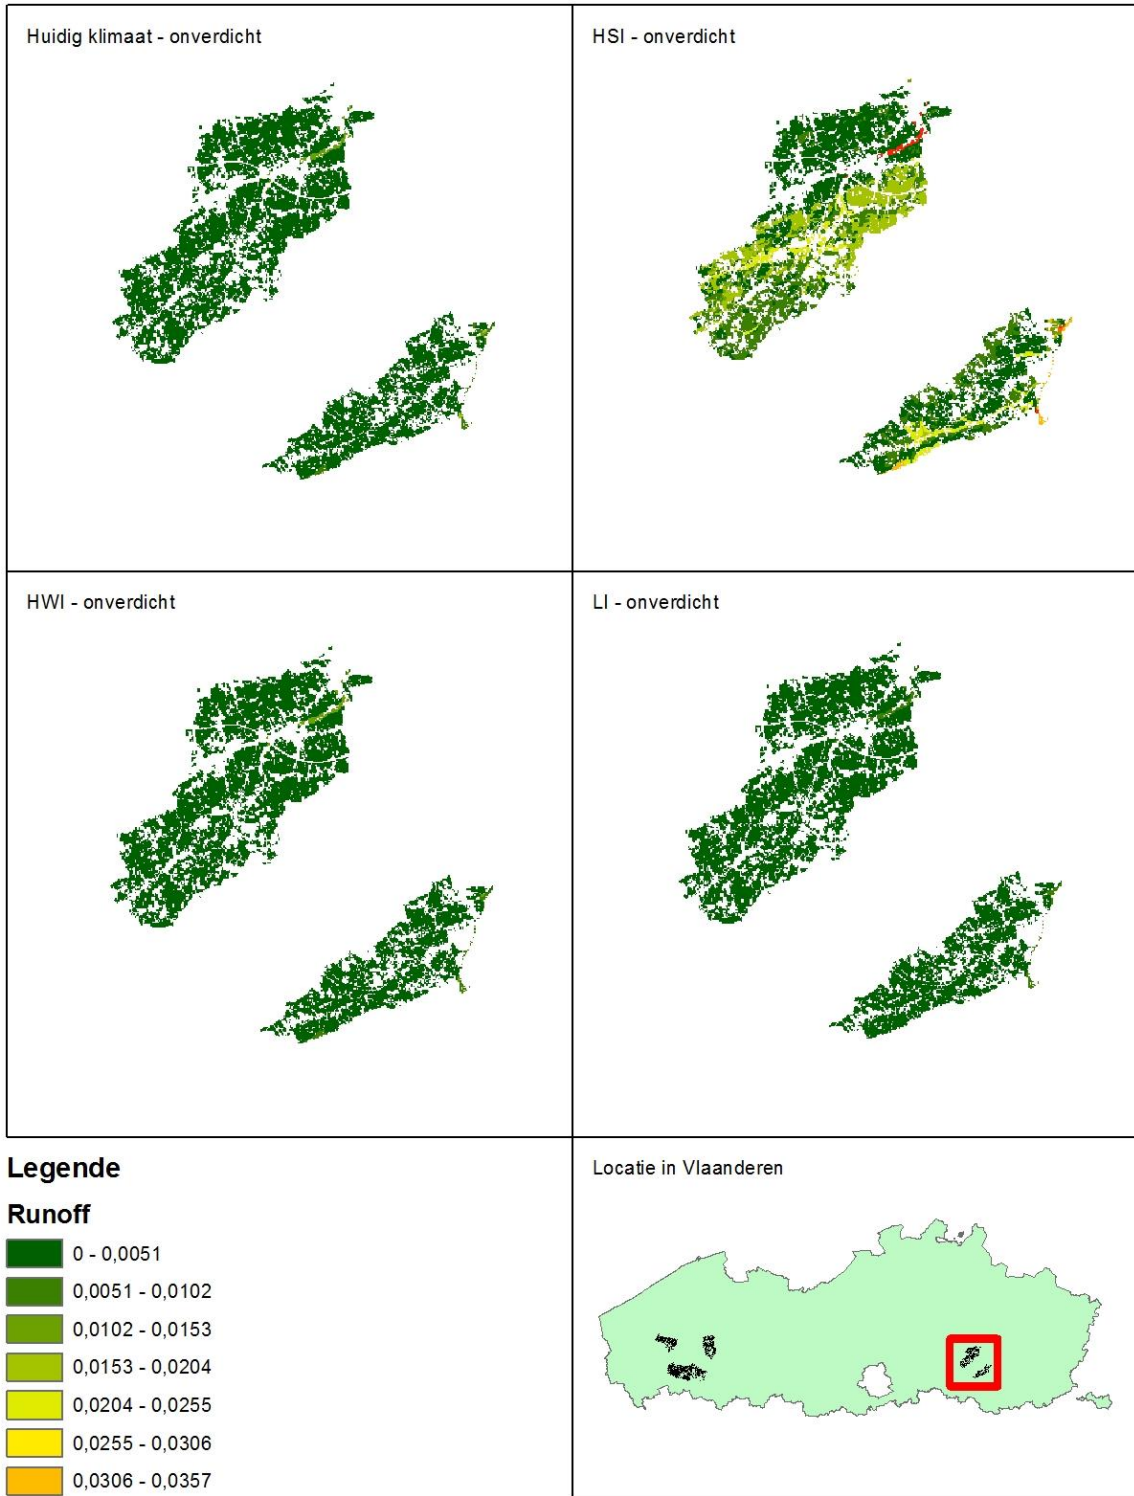 Huidig klimaat - onverdicht
HSI - onverdicht
HWI - onverdicht
LI - onverdicht
Legende
Runoff
0 - 0,0051
0,0051 - 0,0102
0,0102 - 0,0153
0,0153 - 0,0204
0,0204 - 0,0255
0,0255 - 0,0306
0,0306 - 0,0357
Locatie in Vlaanderen